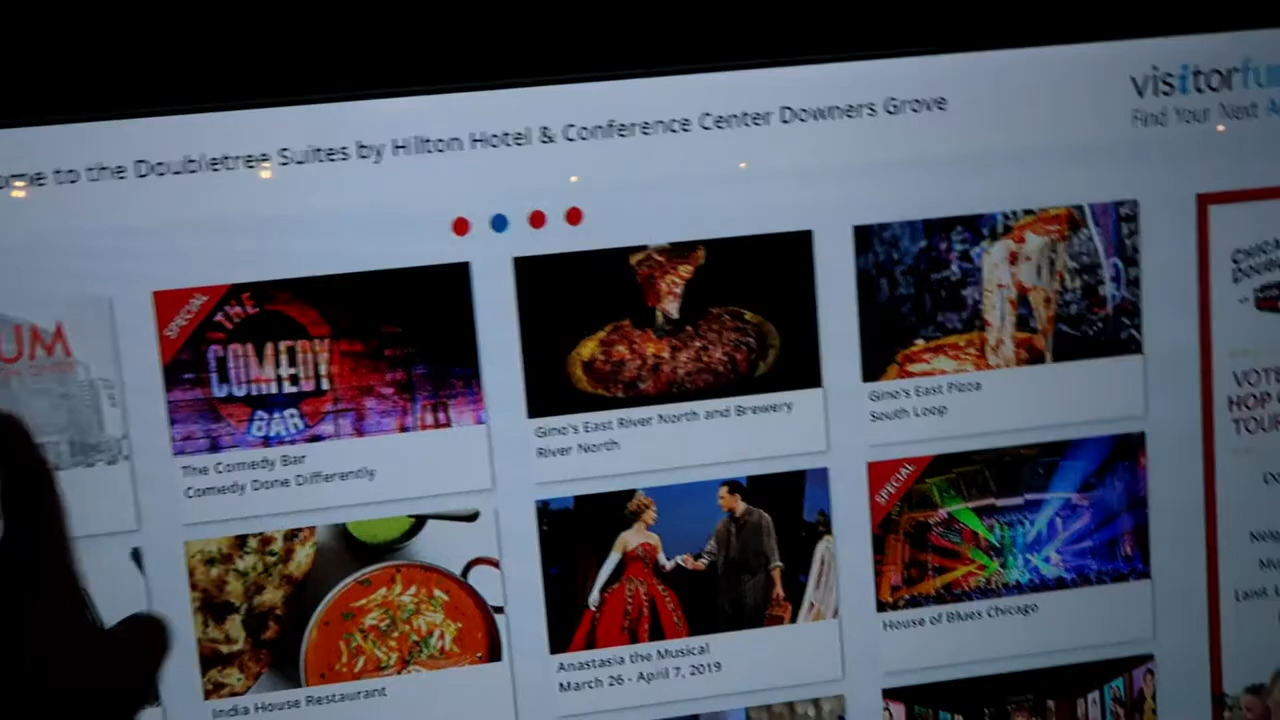 ome to the Doubletree Suites by Hilton Hotel & Conference Center Downers Grove
visitorfu
Find Your Next
UM
SPECIAL
THE
COMEDY
BAR
The Comedy Bar
Comedy Done Differently
Gino's East River North and Brewery
River North
Gino's East Pizza
South Loop
India House Restaurant
Anastasia the Musical
March 26 - April 7, 2019
SPECIAL
House of Blues Chicago
VOTE
HOP
TOUR